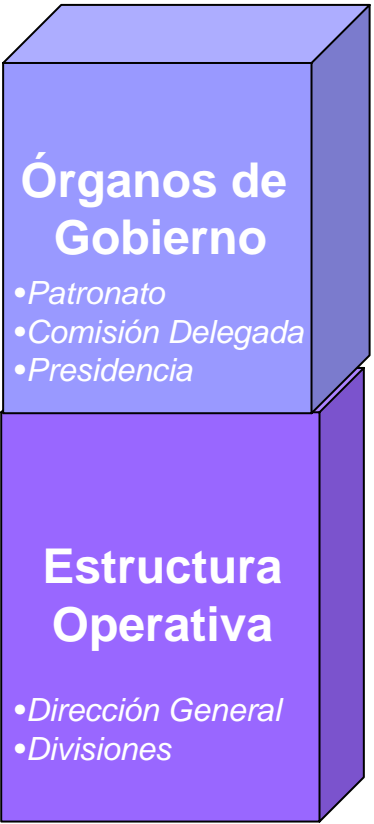 Órganos de
Gobierno
•Patronato
•Comisión Delegada
•Presidencia
Estructura
Operativa
•Dirección General
•Divisiones